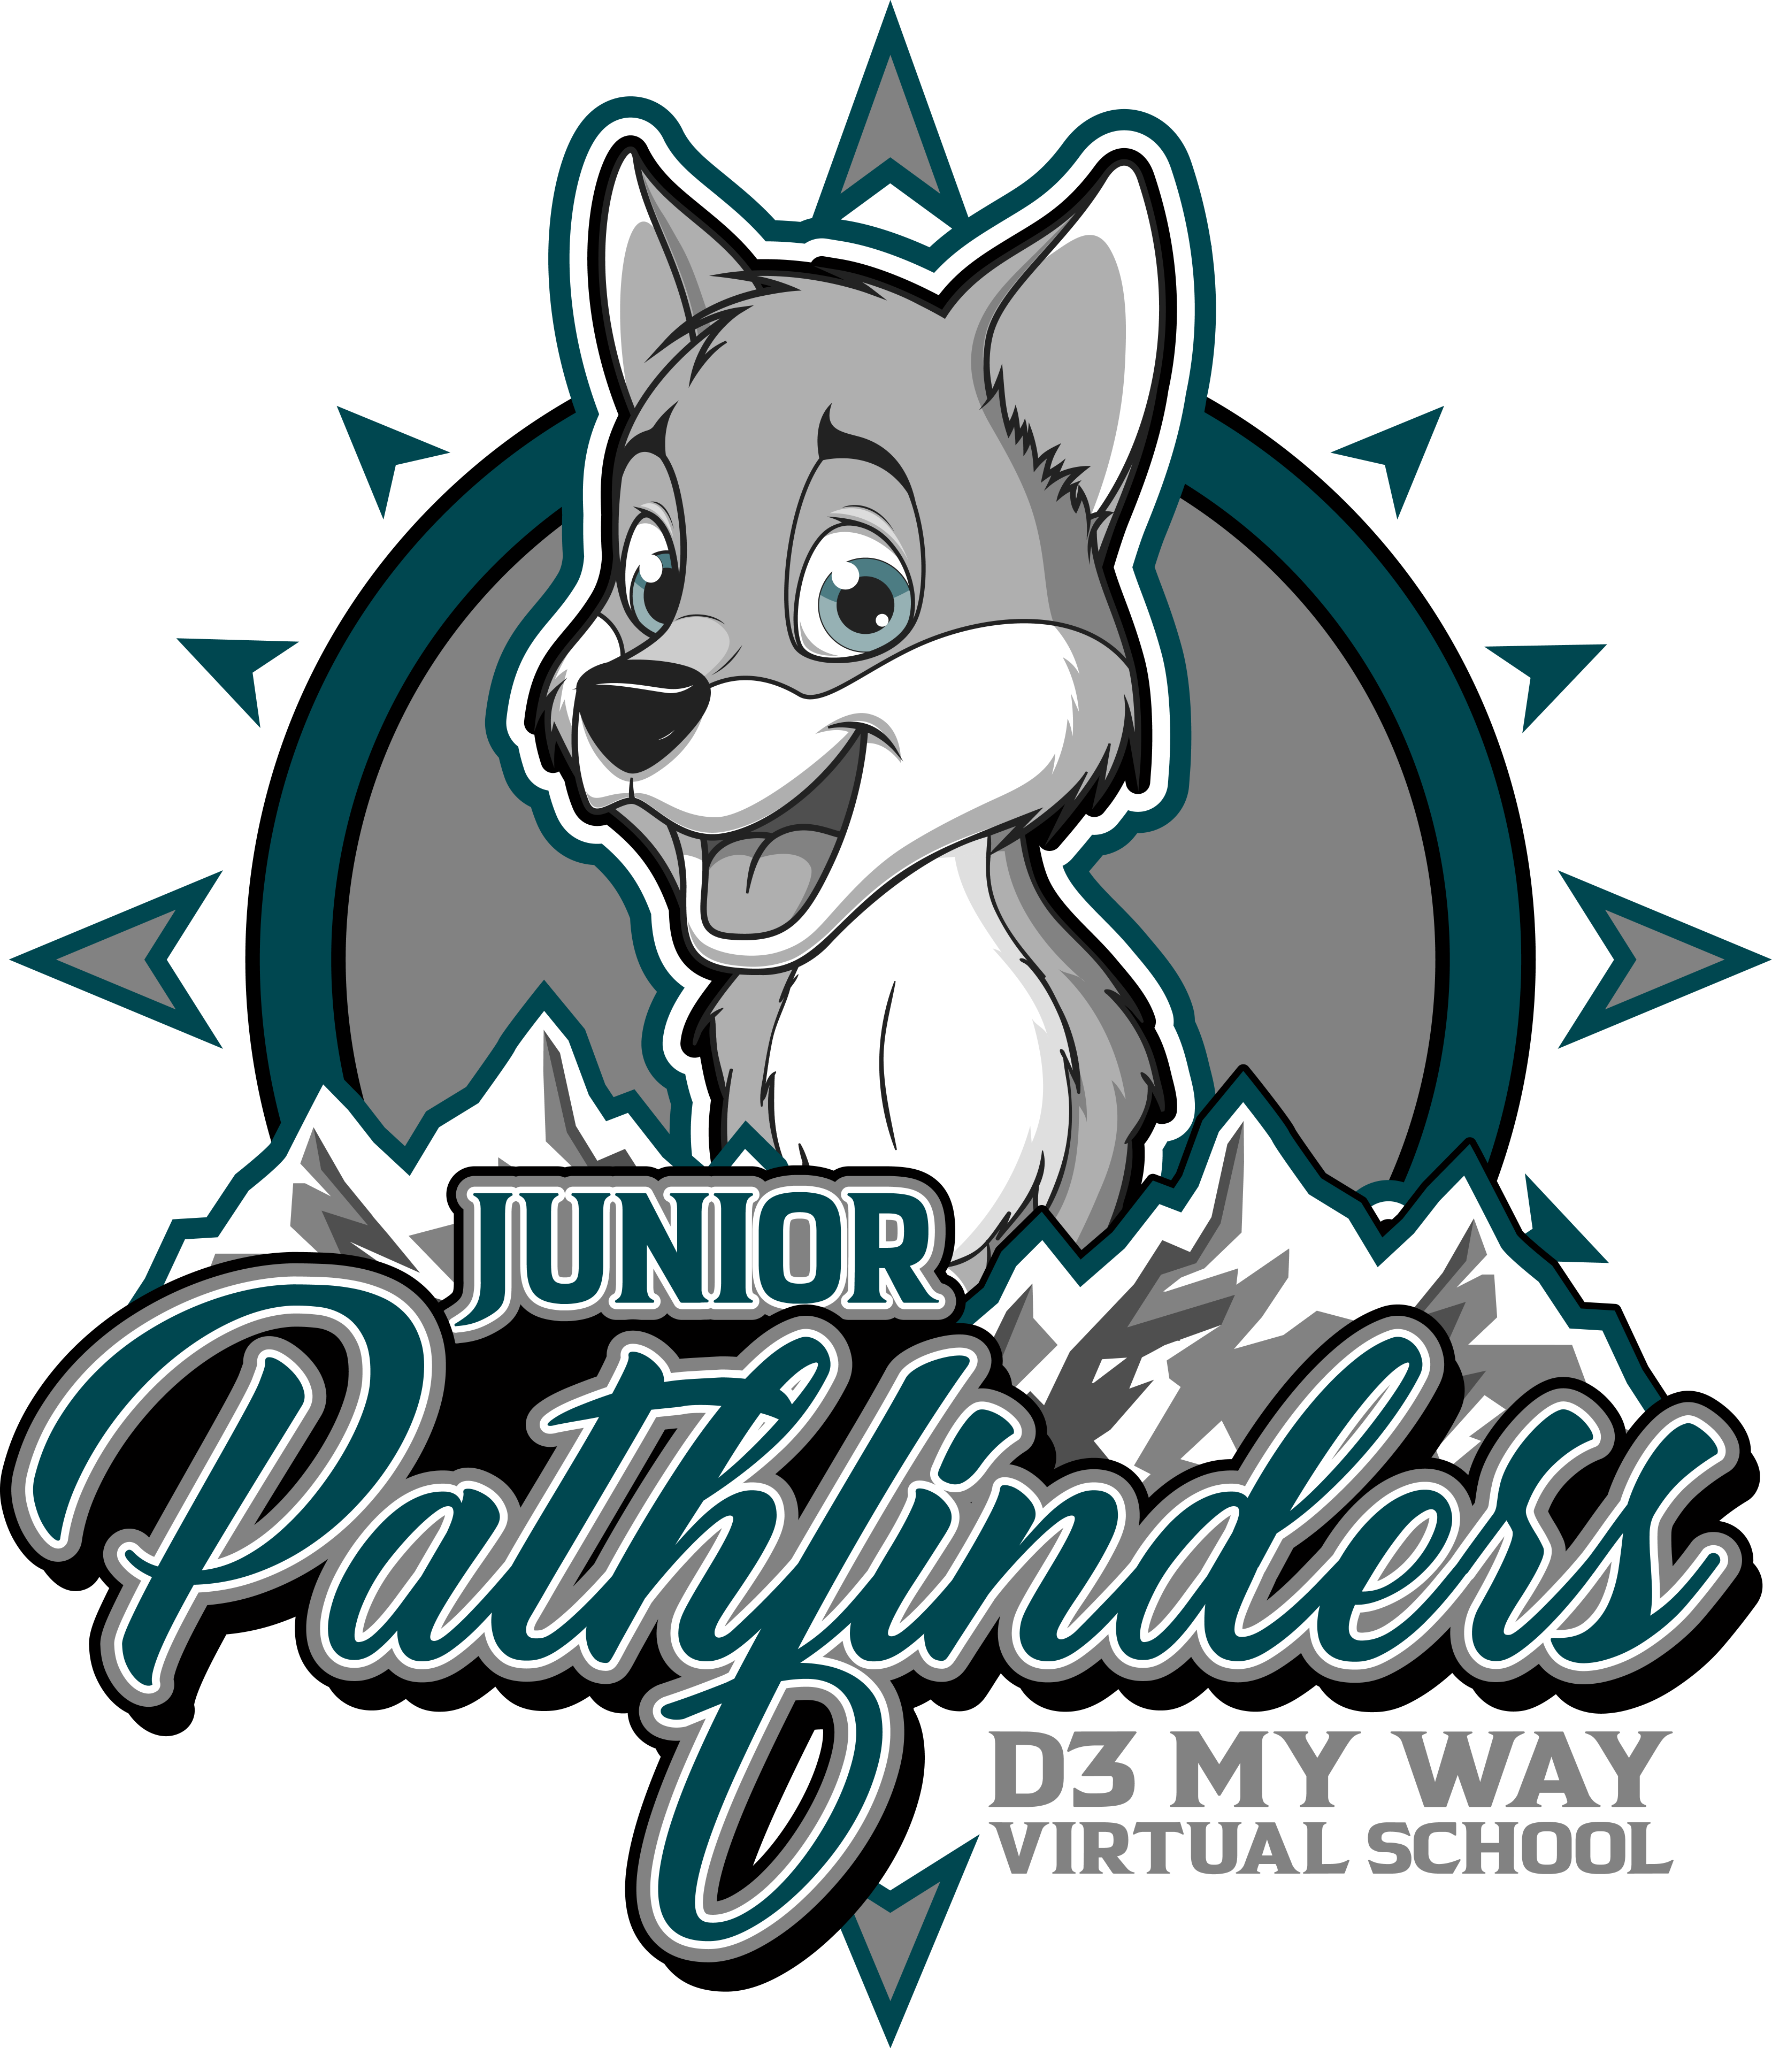 JUNIOR
Pathfinders
D3 MY WAY
VIRTUAL SCHOOL